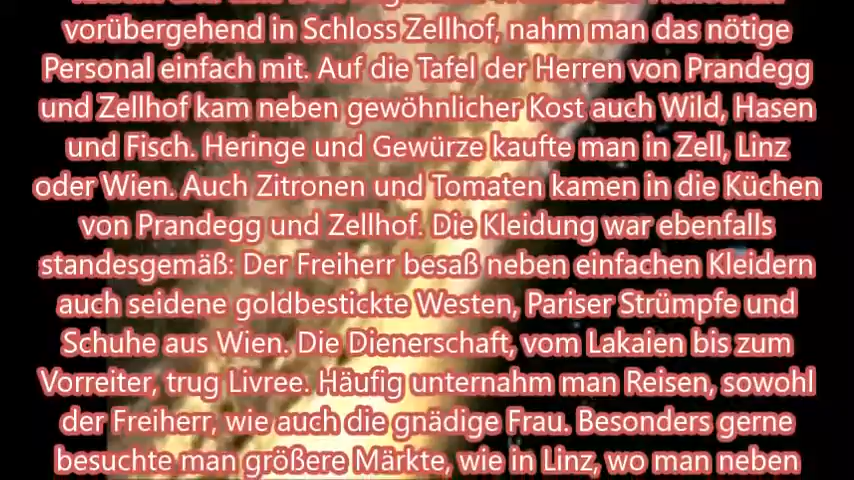 vorübergehend in Schloss Zellhof, nahm man das nötige
Personal einfach mit. Auf die Tafel der Herren von Prandegg
und Zellhof kam neben gewöhnlicher Kost auch Wild, Hasen
und Fisch. Heringe und Gewürze kaufte man in Zell, Linz
oder Wien. Auch Zitronen und Tomaten kamen in die Küchen
von Prandegg und Zellhof. Die Kleidung war ebenfalls
standesgemäß: Der Freiherr besaß neben einfachen Kleidern
auch seidene goldbestickte Westen, Pariser Strümpfe und
Schuhe aus Wien. Die Dienerschaft, vom Lakaien bis zum
Vorreiter, trug Livree. Häufig unternahm man Reisen, sowohl
der Freiherr, wie auch die gnädige Frau. Besonders gerne
besuchte man größere Märkte, wie in Linz, wo man neben